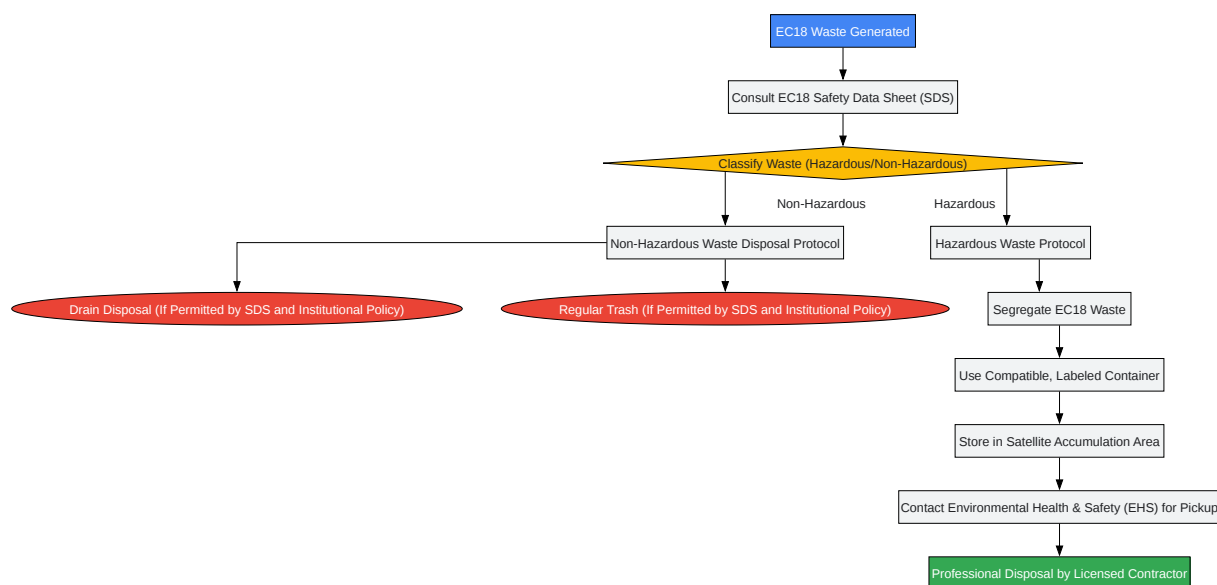 EC18 Waste Generated
Consult EC18 Safety Data Sheet (SDS)
Classify Waste (Hazardous/Non-Hazardous)
Non-Hazardous
Hazardous
Non-Hazardous Waste Disposal Protocol
Hazardous Waste Protocol
Drain Disposal (If Permitted by SDS and Institutional Policy)
Regular Trash (If Permitted by SDS and Institutional Policy)
Segregate EC18 Waste
Use Compatible, Labeled Container
Store in Satellite Accumulation Area
Contact Environmental Health & Safety (EHS) for Pickup
Professional Disposal by Licensed Contractor